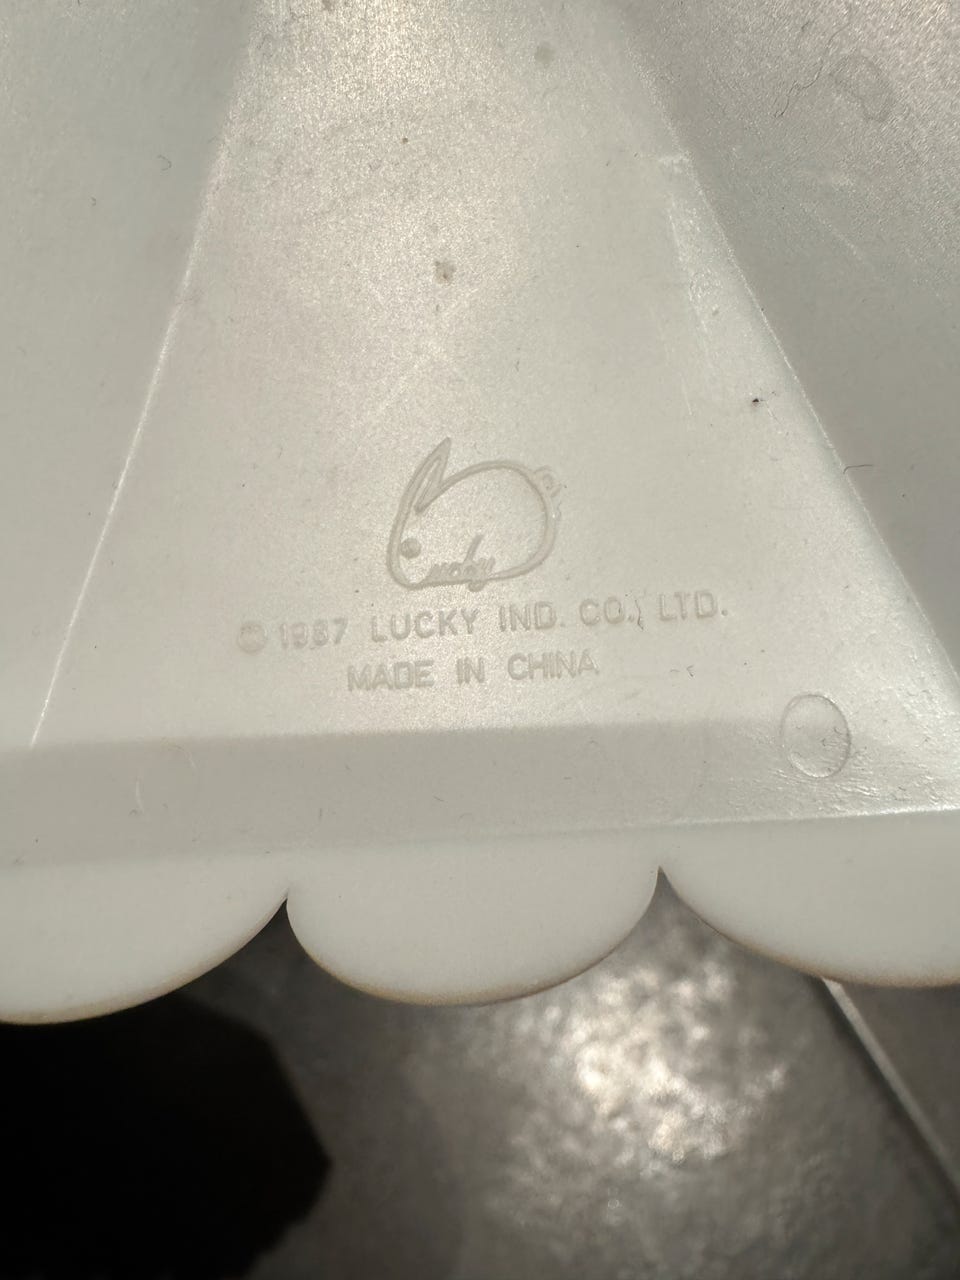 Lucky
© 1987 LUCKY IND. CO., LTD.
MADE IN CHINA